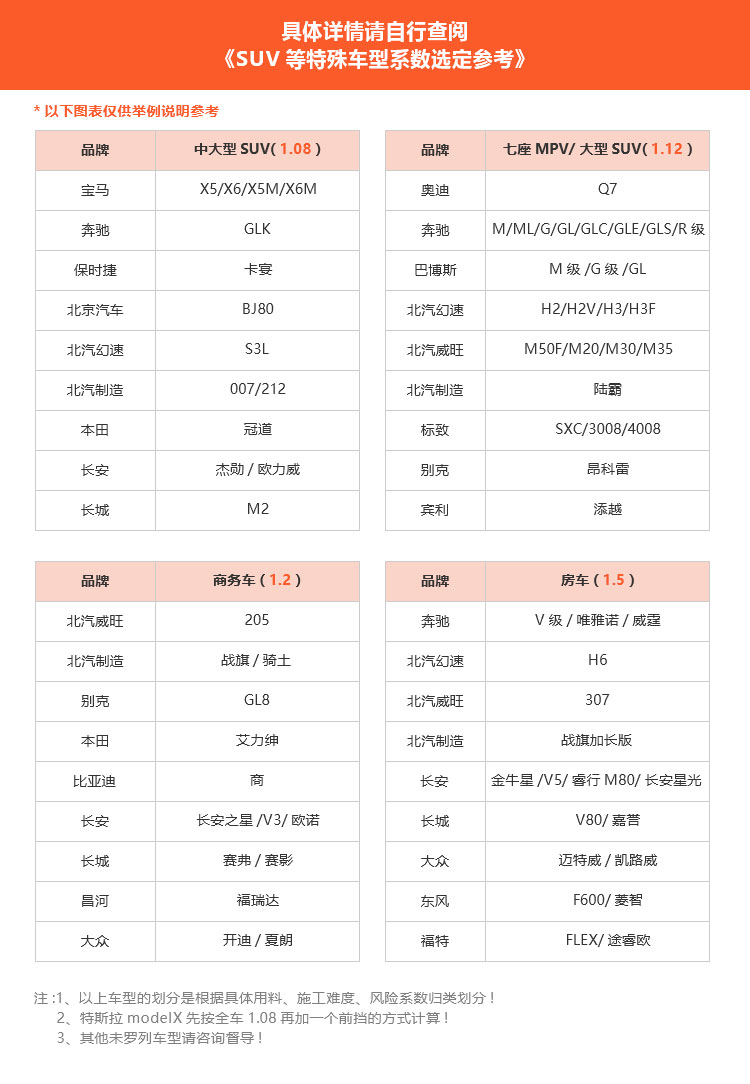 具体详情请自行查阅
《SUV 等特殊车型系数选定参考》
* 以下图表仅供举例说明参考
品牌 中大型 SUV( 1.08 )
宝马 X5/X6/X5M/X6M
奔驰 GLK
保时捷 卡宴
北京汽车 BJ80
北汽幻速 S3L
北汽制造 007/212
本田 冠道
长安 杰勋 / 欧力威
长城 M2
品牌 七座 MPV/ 大型 SUV( 1.12 )
奥迪 Q7
奔驰 M/ML/G/GL/GLC/GLE/GLS/R 级
巴博斯 M 级 /G 级 /GL
北汽幻速 H2/H2V/H3/H3F
北汽威旺 M50F/M20/M30/M35
北汽制造 陆霸
标致 SXC/3008/4008
别克 昂科雷
宾利 添越
品牌 商务车 ( 1.2 )
北汽威旺 205
北汽制造 战旗 / 骑士
别克 GL8
本田 艾力绅
比亚迪 商
长安 长安之星 /V3/ 欧诺
长城 赛弗 / 赛影
昌河 福瑞达
大众 开迪 / 夏朗
品牌 房车 ( 1.5 )
奔驰 V 级 / 唯雅诺 / 威霆
北汽幻速 H6
北汽威旺 307
北汽制造 战旗加长版
长安 金牛星 /V5/ 睿行 M80/ 长安星光
长城 V80/ 嘉誉
大众 迈特威 / 凯路威
东风 F600/ 菱智
福特 FLEX/ 途睿欧
注 :1、以上车型的划分是根据具体用料、施工难度、风险系数归类划分 !
2、特斯拉 modelX 先按全车 1.08 再加一个前挡的方式计算 !
3、其他未罗列车型请咨询督导 !